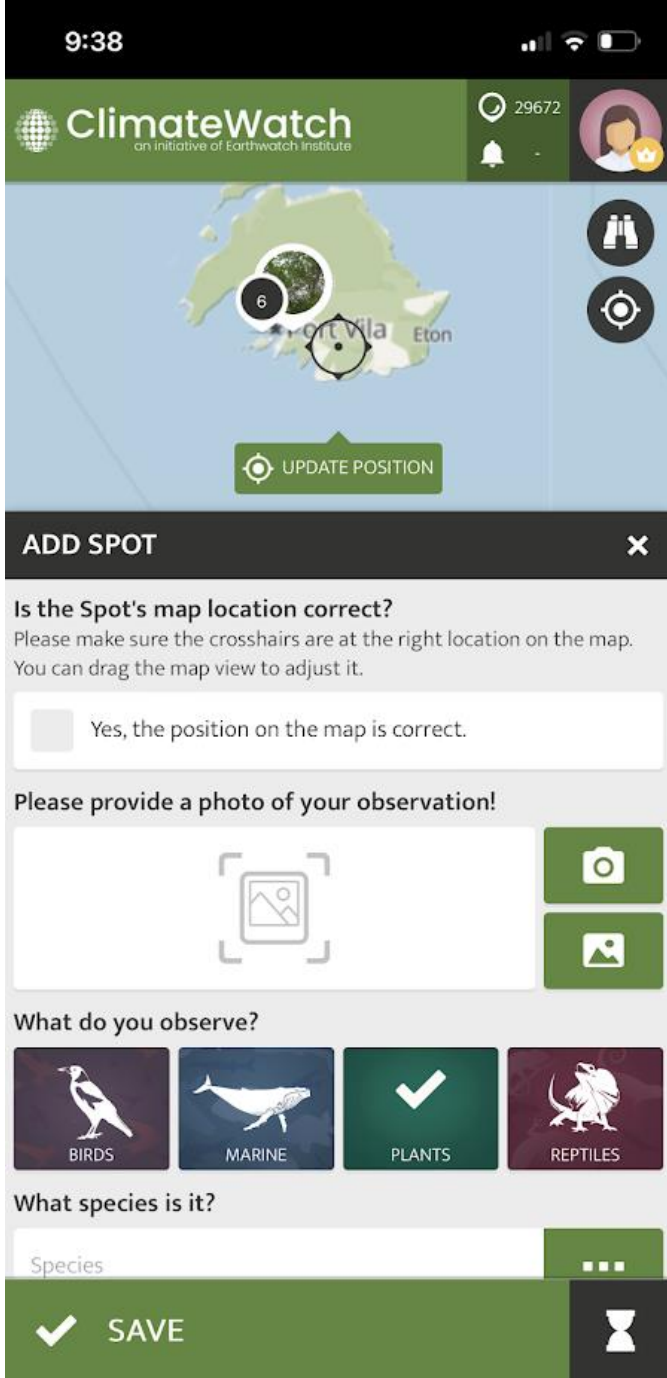 9:38
ClimateWatch
an initiative of Earthwatch Institute
29672
-
6
Port Vila
Eton
UPDATE POSITION
ADD SPOT
Is the Spot's map location correct?
Please make sure the crosshairs are at the right location on the map.
You can drag the map view to adjust it.
Yes, the position on the map is correct.
Please provide a photo of your observation!
What do you observe?
BIRDS
MARINE
PLANTS
REPTILES
What species is it?
Species
SAVE